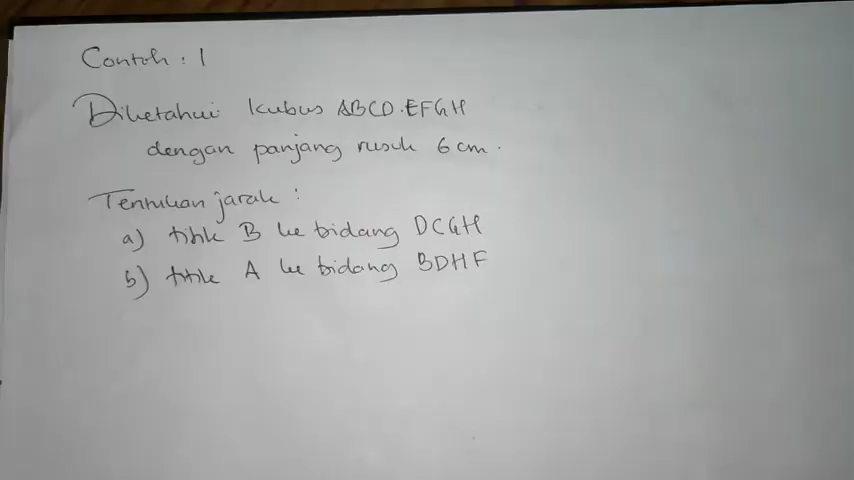 Contoh : 1
Diketahui kubus ABCD.EFGH
dengan panjang rusuk 6 cm.
Tentukan jarak :
a) titik B ke bidang DCGH
b) titik A ke bidang BDHF